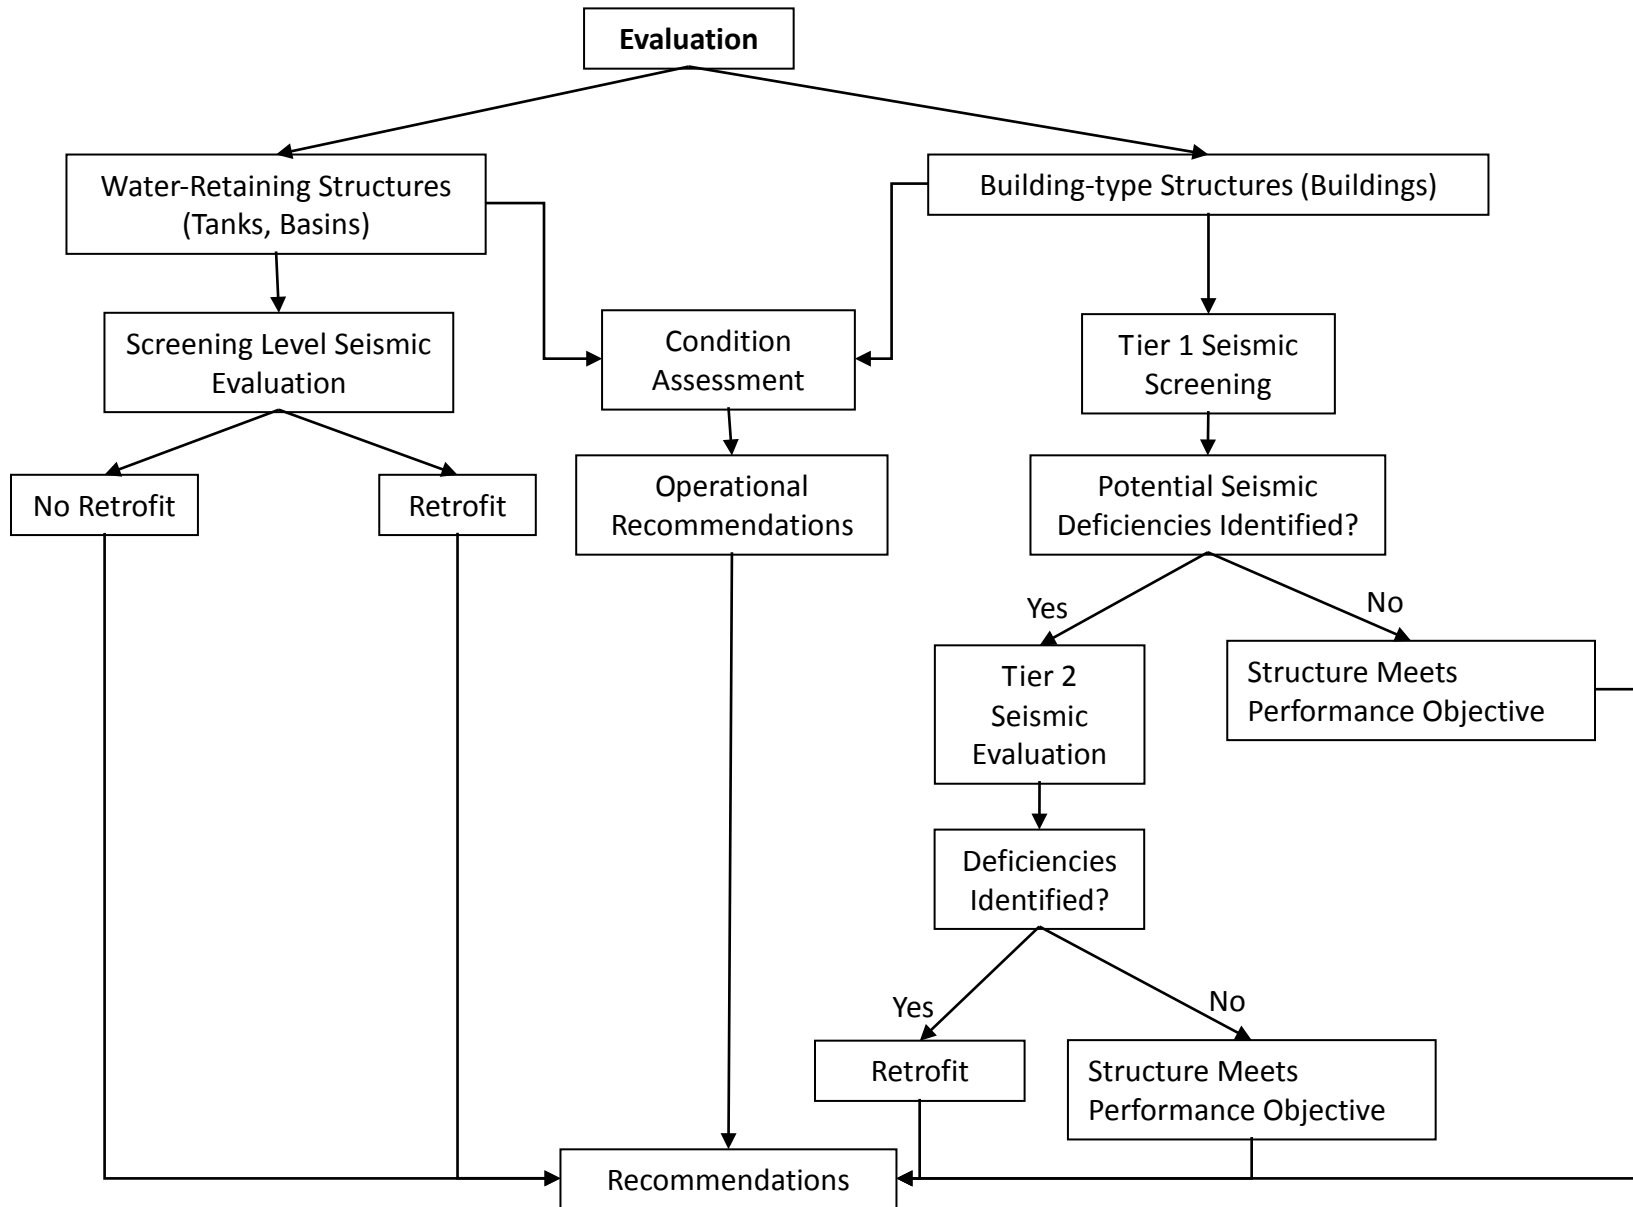 Evaluation
Water-Retaining Structures
(Tanks, Basins)
Building-type Structures (Buildings)
Screening Level Seismic
Evaluation
Condition
Assessment
Tier 1 Seismic
Screening
No Retrofit
Retrofit
Operational
Recommendations
Potential Seismic
Deficiencies Identified?
Yes
No
Tier 2
Seismic
Evaluation
Structure Meets
Performance Objective
Deficiencies
Identified?
Yes
No
Retrofit
Structure Meets
Performance Objective
Recommendations